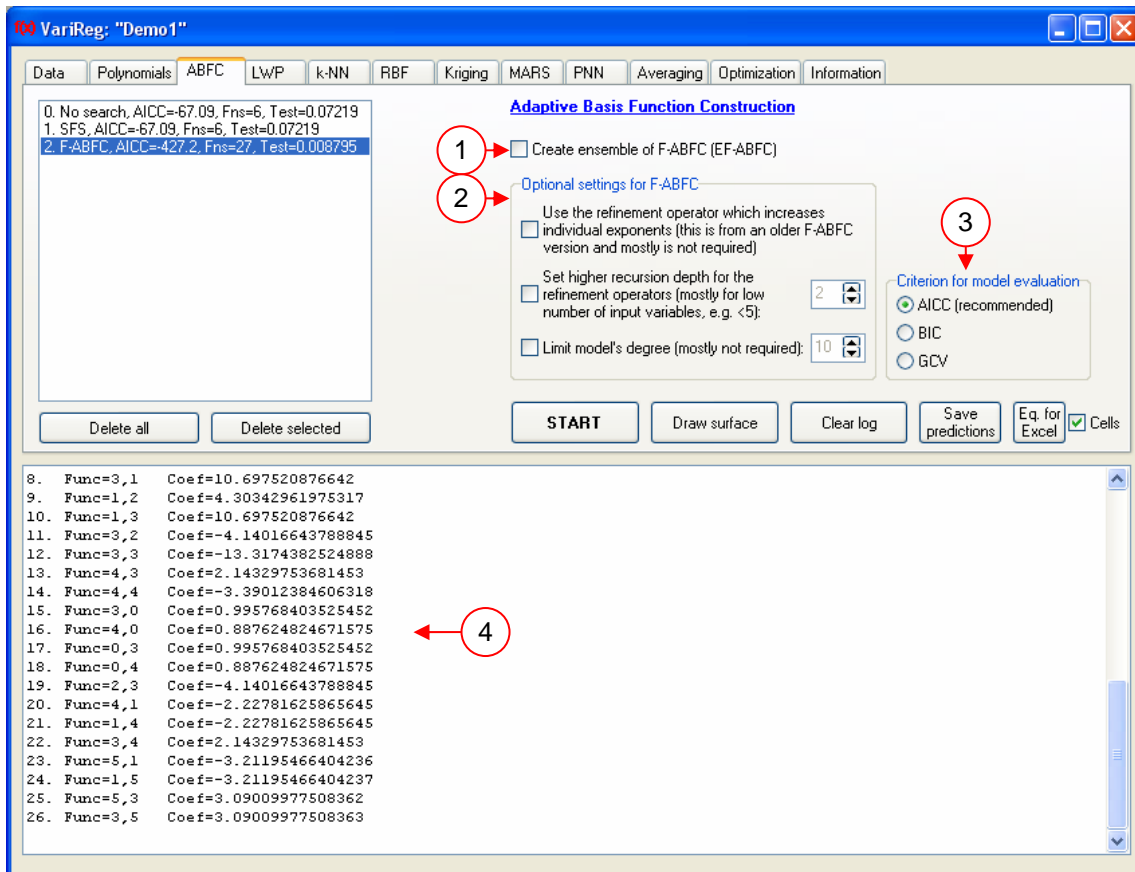 f(x) VariReg: "Demo1"
Data Polynomials ABFC LWP k-NN RBF Kriging MARS PNN Averaging Optimization Information
0. No search, AICC=-67.09, Fns=6, Test=0.07219
1. SFS, AICC=-67.09, Fns=6, Test=0.07219
2. F-ABFC, AICC=-427.2, Fns=27, Test=0.008795
Delete all
Delete selected
Adaptive Basis Function Construction
1
Create ensemble of F-ABFC (EF-ABFC)
2
Optional settings for F-ABFC
Use the refinement operator which increases
individual exponents (this is from an older F-ABFC
version and mostly is not required)
Set higher recursion depth for the
refinement operators (mostly for low
number of input variables, e.g. <5):
2
Limit model's degree (mostly not required):
10
3
Criterion for model evaluation
AICC (recommended)
BIC
GCV
START
Draw surface
Clear log
Save
predictions
Eq. for
Excel
Cells
8. Func=3,1 Coef=10.697520876642
9. Func=1,2 Coef=4.30342961975317
10. Func=1,3 Coef=10.697520876642
11. Func=3,2 Coef=-4.14016643788845
12. Func=3,3 Coef=-13.3174382524888
13. Func=4,3 Coef=2.14329753681453
14. Func=4,4 Coef=-3.39012384606318
15. Func=3,0 Coef=0.995768403525452
16. Func=4,0 Coef=0.887624824671575
17. Func=0,3 Coef=0.995768403525452
18. Func=0,4 Coef=0.887624824671575
19. Func=2,3 Coef=-4.14016643788845
20. Func=4,1 Coef=-2.22781625865645
21. Func=1,4 Coef=-2.22781625865645
22. Func=3,4 Coef=2.14329753681453
23. Func=5,1 Coef=-3.21195466404236
24. Func=1,5 Coef=-3.21195466404237
25. Func=5,3 Coef=3.09009977508362
26. Func=3,5 Coef=3.09009977508363
4